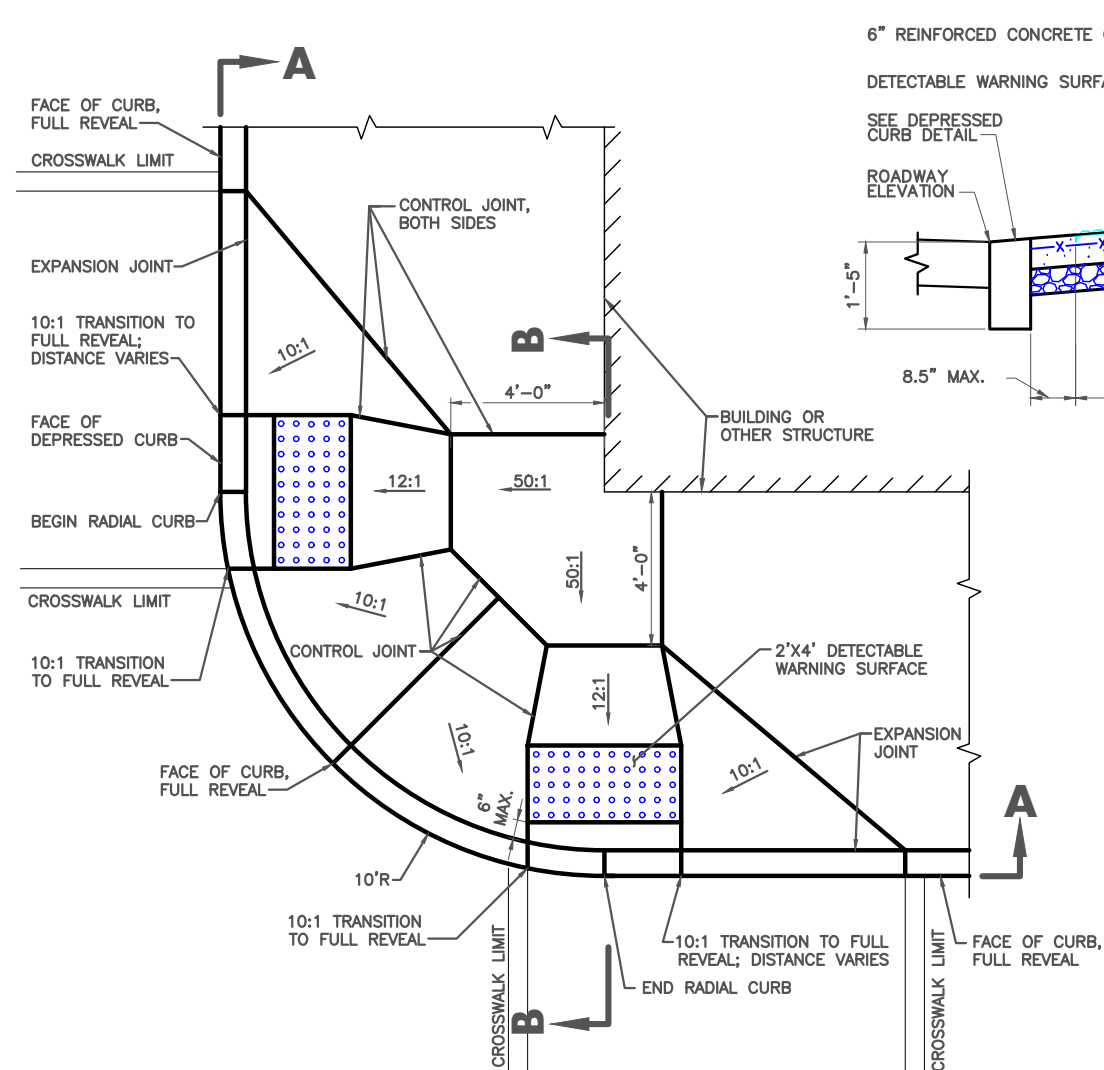 6" REINFORCED CONCRETE
A
DETECTABLE WARNING SURFA
FACE OF CURB,
FULL REVEAL
SEE DEPRESSED
CURB DETAIL
CROSSWALK LIMIT
ROADWAY
ELEVATION
CONTROL JOINT,
BOTH SIDES
X
X
EXPANSION JOINT
1'-5"
10:1 TRANSITION TO
FULL REVEAL;
DISTANCE VARIES
10:1
B
8.5" MAX.
4'-0"
FACE OF
DEPRESSED CURB
BUILDING OR
OTHER STRUCTURE
12:1
50:1
BEGIN RADIAL CURB
50:1
4'-0"
CROSSWALK LIMIT
10:1
10:1 TRANSITION
TO FULL REVEAL
CONTROL JOINT
2'X4' DETECTABLE
WARNING SURFACE
12:1
10:1
EXPANSION
JOINT
FACE OF CURB,
FULL REVEAL
10:1
6"
MAX.
A
10'R
10:1 TRANSITION
TO FULL REVEAL
10:1 TRANSITION TO FULL
REVEAL; DISTANCE VARIES
FACE OF CURB,
FULL REVEAL
END RADIAL CURB
CROSSWALK LIMIT
B
CROSSWALK LIMIT